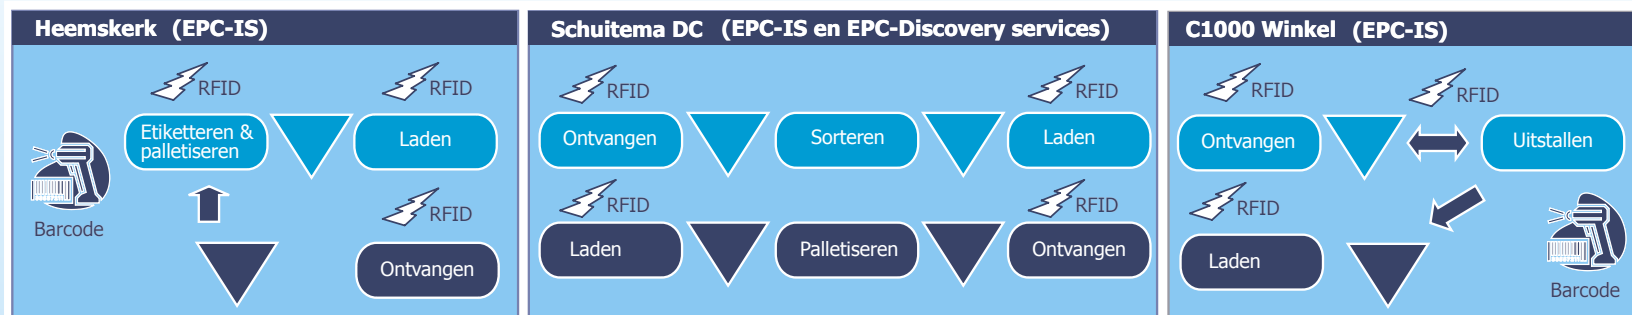 Heemskerk (EPC-IS)
RFID
RFID
Etiketteren &
palletiseren
Laden
Barcode
RFID
Ontvangen
Schuitema DC (EPC-IS en EPC-Discovery services)
RFID
RFID
Ontvangen
Sorteren
Laden
RFID
RFID
Laden
Palletiseren
Ontvangen
C1000 Winkel (EPC-IS)
RFID
RFID
Ontvangen
Uitstallen
RFID
Laden
Barcode